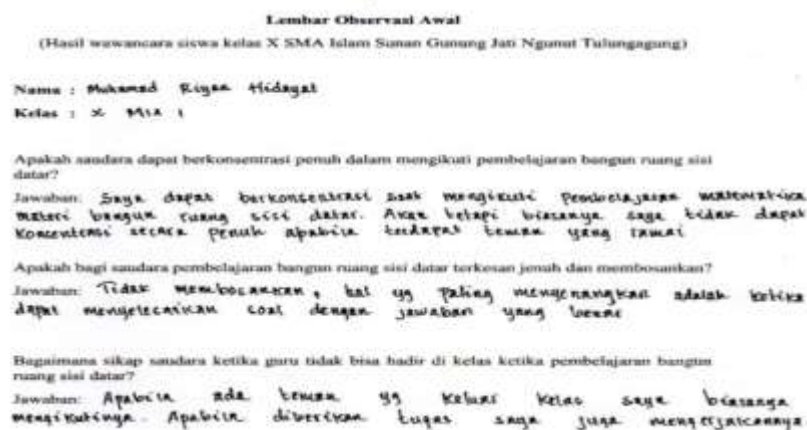 Lembar Observasi Awal
(Hasil wawancara siswa kelas X SMA Islam Sunan Gunung Jati Ngunut Tulungagung)
Nama : Muhamad Riyan Hidayat
Kelas : X MIA 1
Apakah saudara dapat berkonsentrasi penuh dalam mengikuti pembelajaran bangun ruang sisi
datar?
Jawaban: Saya dapat berkonsentrasi saat mengikuti pembelajaran matematika
materi bangun ruang sisi datar. Akan tetapi biasanya saya tidak dapat
konsentrasi secara penuh apabila terdapat teman yang ramai
Apakah bagi saudara pembelajaran bangun ruang sisi datar terkesan jenuh dan membosankan?
Jawaban: Tidak membosankan, hal yg paling menyenangkan adalah ketika
dapat menyelesaikan soal dengan jawaban yang benar
Bagaimana sikap saudara ketika guru tidak bisa hadir di kelas ketika pembelajaran bangun
ruang sisi datar?
Jawaban: Apabila ada teman yg keluar kelas saya biasanya
mengikutinya. Apabila diberikan tugas saya juga mengerjakannya